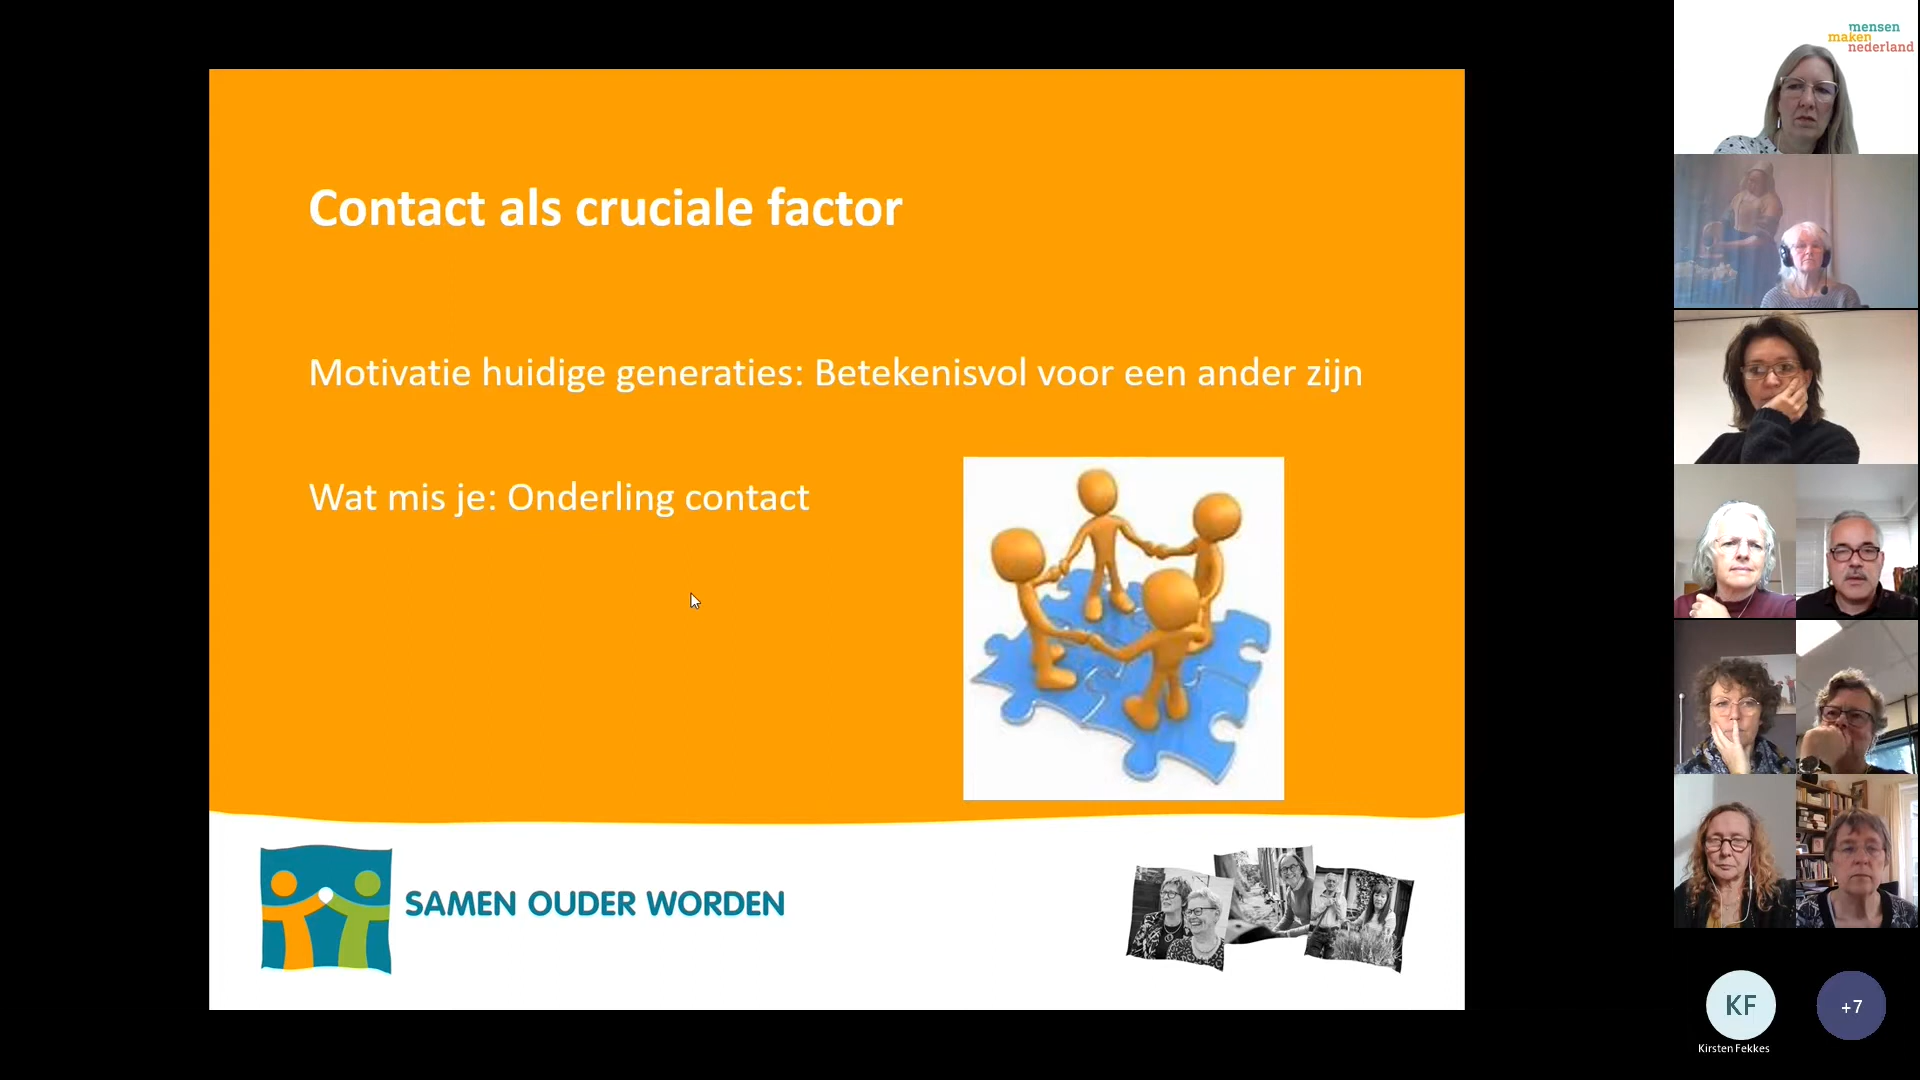 Contact als cruciale factor
Motivatie huidige generaties: Betekenisvol voor een ander zijn
Wat mis je: Onderling contact
SAMEN OUDER WORDEN
mensen
maken
nederland
KF
+7
Kirsten Fekkes